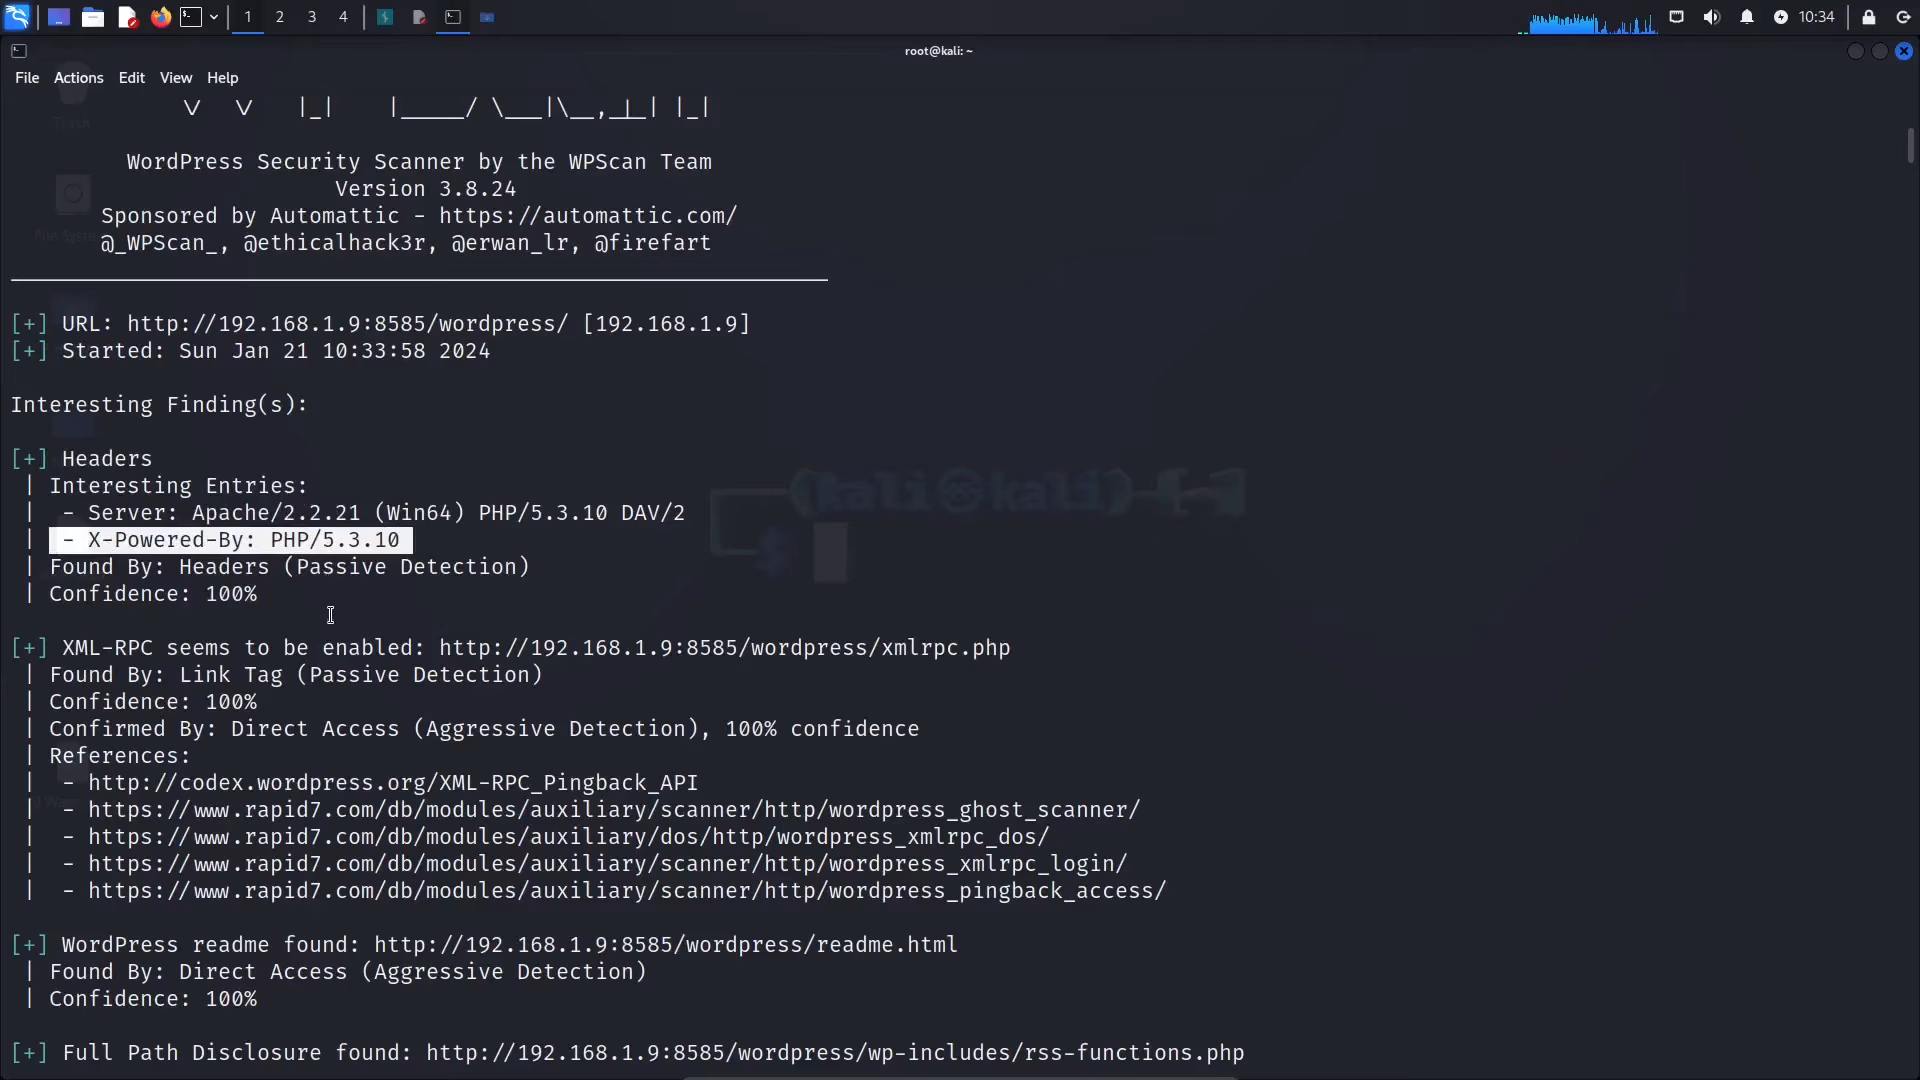 1 2 3 4
10:34
root@kali: ~
File Actions Edit View Help
\/ \/ |_| |_____/ \___|\__,_|_| |_|
WordPress Security Scanner by the WPScan Team
Version 3.8.24
Sponsored by Automattic - https://automattic.com/
@_WPScan_, @ethicalhack3r, @erwan_lr, @firefart
[+] URL: http://192.168.1.9:8585/wordpress/ [192.168.1.9]
[+] Started: Sun Jan 21 10:33:58 2024
Interesting Finding(s):
[+] Headers
| Interesting Entries:
| - Server: Apache/2.2.21 (Win64) PHP/5.3.10 DAV/2
| - X-Powered-By: PHP/5.3.10
| Found By: Headers (Passive Detection)
| Confidence: 100%
[+] XML-RPC seems to be enabled: http://192.168.1.9:8585/wordpress/xmlrpc.php
| Found By: Link Tag (Passive Detection)
| Confidence: 100%
| Confirmed By: Direct Access (Aggressive Detection), 100% confidence
| References:
| - http://codex.wordpress.org/XML-RPC_Pingback_API
| - https://www.rapid7.com/db/modules/auxiliary/scanner/http/wordpress_ghost_scanner/
| - https://www.rapid7.com/db/modules/auxiliary/dos/http/wordpress_xmlrpc_dos/
| - https://www.rapid7.com/db/modules/auxiliary/scanner/http/wordpress_xmlrpc_login/
| - https://www.rapid7.com/db/modules/auxiliary/scanner/http/wordpress_pingback_access/
[+] WordPress readme found: http://192.168.1.9:8585/wordpress/readme.html
| Found By: Direct Access (Aggressive Detection)
| Confidence: 100%
[+] Full Path Disclosure found: http://192.168.1.9:8585/wordpress/wp-includes/rss-functions.php